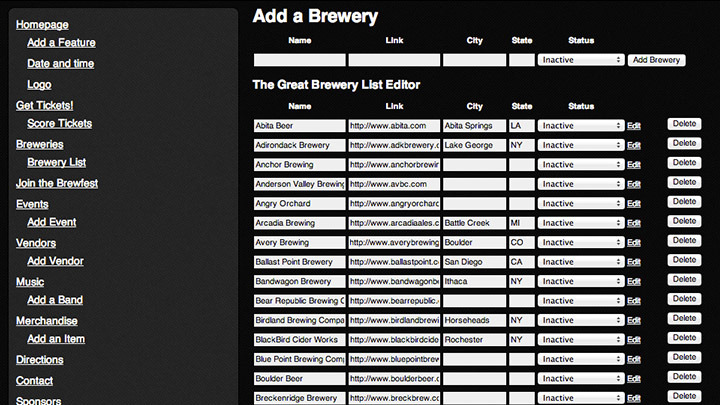 Homepage
Add a Feature
Date and time
Logo
Get Tickets!
Score Tickets
Breweries
Brewery List
Join the Brewfest
Events
Add Event
Vendors
Add Vendor
Music
Add a Band
Merchandise
Add an Item
Directions
Contact
Sponsors
Add a Brewery
Name Link City State Status
Inactive Add Brewery
The Great Brewery List Editor
Name Link City State Status
Abita Beer http://www.abita.com Abita Springs LA Inactive Edit Delete
Adirondack Brewery http://www.adkbrewery.c Lake George NY Inactive Edit Delete
Anchor Brewing http://www.anchorbrewin Inactive Edit Delete
Anderson Valley Brewing http://www.avbc.com Inactive Edit Delete
Angry Orchard http://www.angryorchard Inactive Edit Delete
Arcadia Brewing http://www.arcadiaales.c Battle Creek MI Inactive Edit Delete
Avery Brewing http://www.averybrewing Boulder CO Inactive Edit Delete
Ballast Point Brewery http://www.ballastpoint.c San Diego CA Inactive Edit Delete
Bandwagon Brewery http://www.bandwagonb Ithaca NY Inactive Edit Delete
Bear Republic Brewing C http://www.bearrepublic. Inactive Edit Delete
Birdland Brewing Compa http://www.birdlandbrewi Horseheads NY Inactive Edit Delete
BlackBird Cider Works http://www.blackbirdcide Rochester NY Inactive Edit Delete
Blue Point Brewing Comp http://www.bluepointbrew Inactive Edit Delete
Boulder Beer http://www.boulderbeer.c Inactive Edit Delete
Breckenridge Brewery http://www.breckbrew.co Inactive Edit Delete